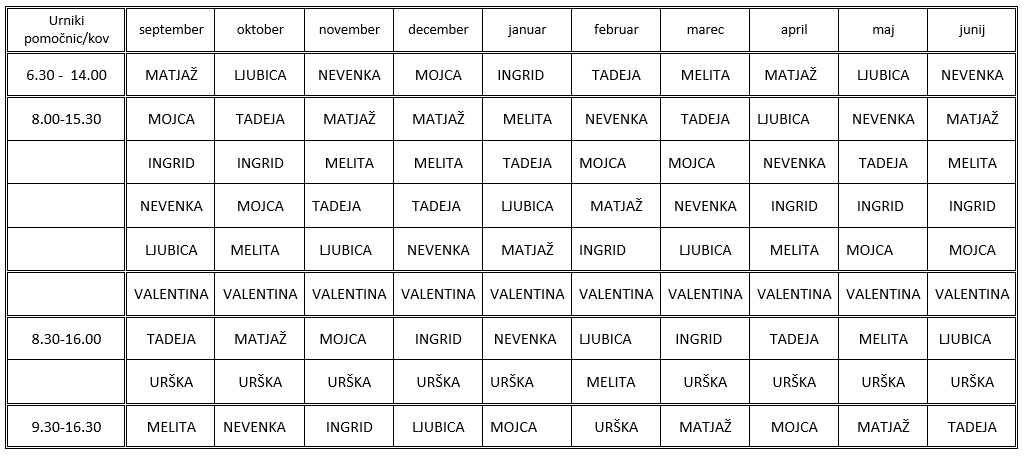 Urniki
pomočnic/kov september oktober november december januar februar marec april maj junij
6.30 - 14.00 MATJAŽ LJUBICA NEVENKA MOJCA INGRID TADEJA MELITA MATJAŽ LJUBICA NEVENKA
8.00-15.30 MOJCA TADEJA MATJAŽ MATJAŽ MELITA NEVENKA TADEJA LJUBICA NEVENKA MATJAŽ
INGRID INGRID MELITA MELITA TADEJA MOJCA MOJCA NEVENKA TADEJA MELITA
NEVENKA MOJCA TADEJA TADEJA LJUBICA MATJAŽ NEVENKA INGRID INGRID INGRID
LJUBICA MELITA LJUBICA NEVENKA MATJAŽ INGRID LJUBICA MELITA MOJCA MOJCA
VALENTINA VALENTINA VALENTINA VALENTINA VALENTINA VALENTINA VALENTINA VALENTINA VALENTINA VALENTINA
8.30-16.00 TADEJA MATJAŽ MOJCA INGRID NEVENKA LJUBICA INGRID TADEJA MELITA LJUBICA
URŠKA URŠKA URŠKA URŠKA URŠKA MELITA URŠKA URŠKA URŠKA URŠKA
9.30-16.30 MELITA NEVENKA INGRID LJUBICA MOJCA URŠKA MATJAŽ MOJCA MATJAŽ TADEJA